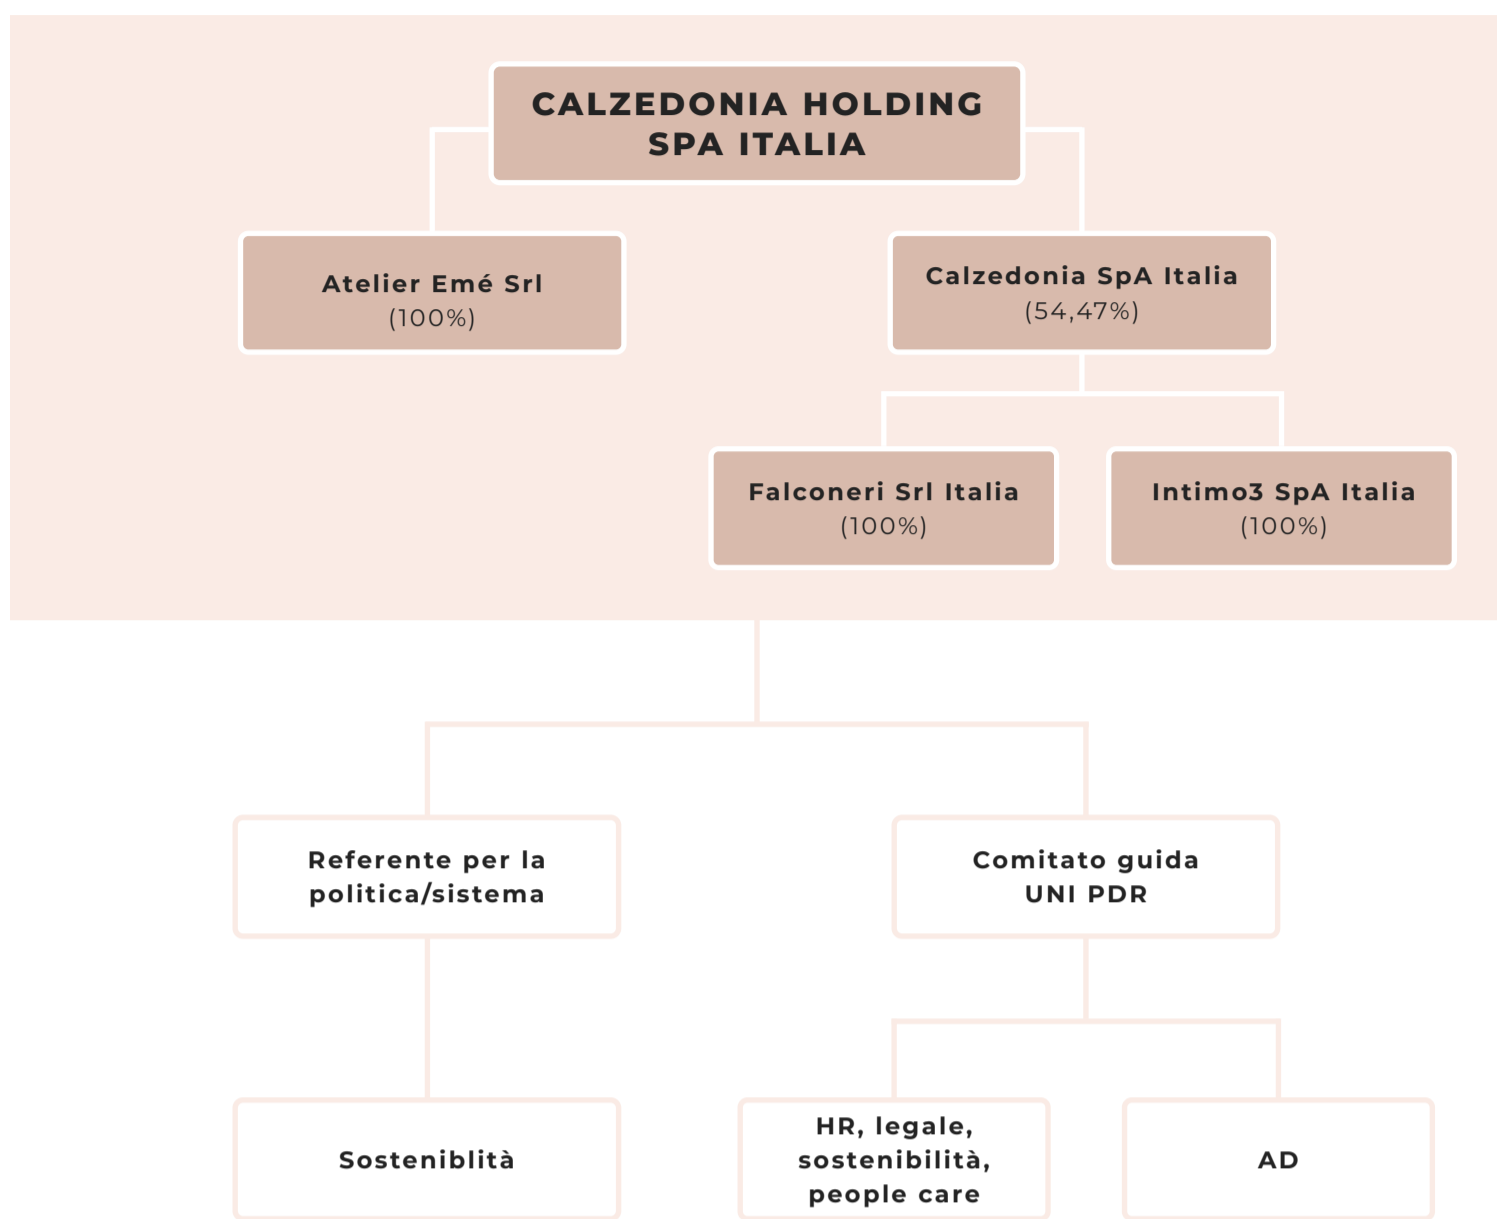 CALZEDONIA HOLDING
SPA ITALIA
Atelier Emé Srl
(100%)
Calzedonia SpA Italia
(54,47%)
Falconeri Srl Italia
(100%)
Intimo3 SpA Italia
(100%)
Referente per la
politica/sistema
Comitato guida
UNI PDR
Sosteniblità
HR, legale,
sostenibilità,
people care
AD